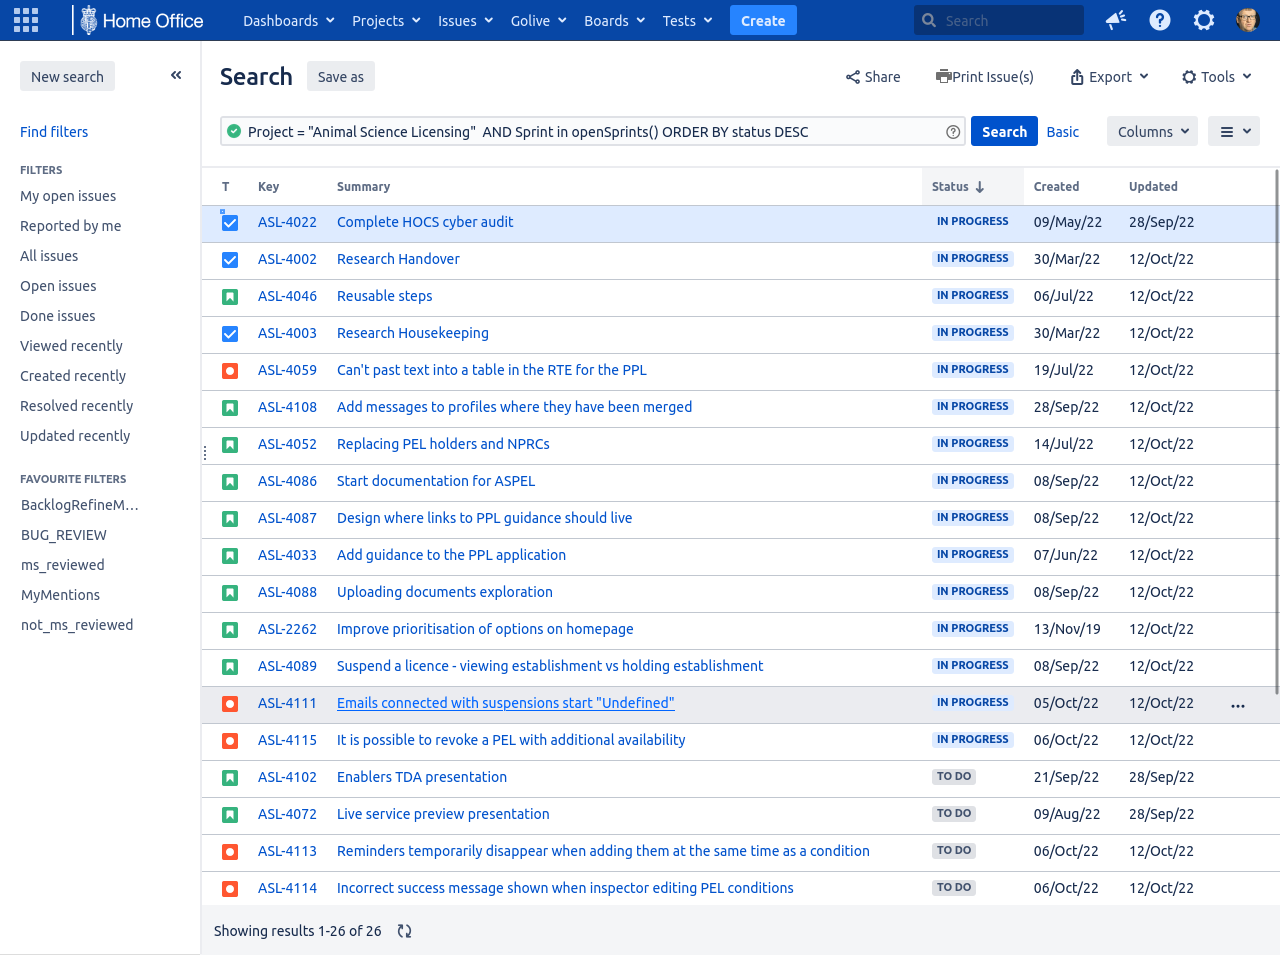 Home Office Dashboards Projects Issues Golive Boards Tests Create Search
New search
Find filters
FILTERS
My open issues
Reported by me
All issues
Open issues
Done issues
Viewed recently
Created recently
Resolved recently
Updated recently
FAVOURITE FILTERS
BacklogRefineM...
BUG_REVIEW
ms_reviewed
MyMentions
not_ms_reviewed
Search Save as Share Print Issue(s) Export Tools
Project = "Animal Science Licensing" AND Sprint in openSprints() ORDER BY status DESC Search Basic Columns
T Key Summary Status Created Updated
ASL-4022 Complete HOCS cyber audit IN PROGRESS 09/May/22 28/Sep/22
ASL-4002 Research Handover IN PROGRESS 30/Mar/22 12/Oct/22
ASL-4046 Reusable steps IN PROGRESS 06/Jul/22 12/Oct/22
ASL-4003 Research Housekeeping IN PROGRESS 30/Mar/22 12/Oct/22
ASL-4059 Can't past text into a table in the RTE for the PPL IN PROGRESS 19/Jul/22 12/Oct/22
ASL-4108 Add messages to profiles where they have been merged IN PROGRESS 28/Sep/22 12/Oct/22
ASL-4052 Replacing PEL holders and NPRCs IN PROGRESS 14/Jul/22 12/Oct/22
ASL-4086 Start documentation for ASPEL IN PROGRESS 08/Sep/22 12/Oct/22
ASL-4087 Design where links to PPL guidance should live IN PROGRESS 08/Sep/22 12/Oct/22
ASL-4033 Add guidance to the PPL application IN PROGRESS 07/Jun/22 12/Oct/22
ASL-4088 Uploading documents exploration IN PROGRESS 08/Sep/22 12/Oct/22
ASL-2262 Improve prioritisation of options on homepage IN PROGRESS 13/Nov/19 12/Oct/22
ASL-4089 Suspend a licence - viewing establishment vs holding establishment IN PROGRESS 08/Sep/22 12/Oct/22
ASL-4111 Emails connected with suspensions start "Undefined" IN PROGRESS 05/Oct/22 12/Oct/22
ASL-4115 It is possible to revoke a PEL with additional availability IN PROGRESS 06/Oct/22 12/Oct/22
ASL-4102 Enablers TDA presentation TO DO 21/Sep/22 28/Sep/22
ASL-4072 Live service preview presentation TO DO 09/Aug/22 28/Sep/22
ASL-4113 Reminders temporarily disappear when adding them at the same time as a condition TO DO 06/Oct/22 12/Oct/22
ASL-4114 Incorrect success message shown when inspector editing PEL conditions TO DO 06/Oct/22 12/Oct/22
Showing results 1-26 of 26